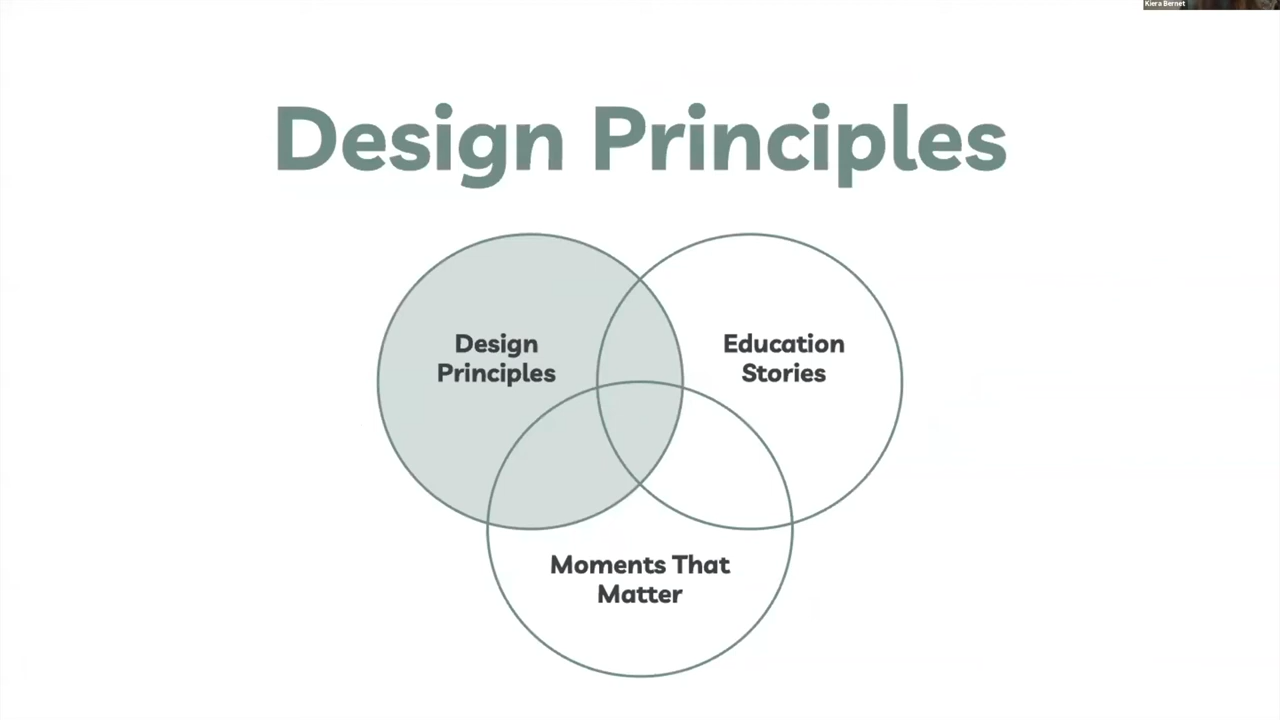 Kiera Bernet
Design Principles
Design
Principles
Education
Stories
Moments That
Matter